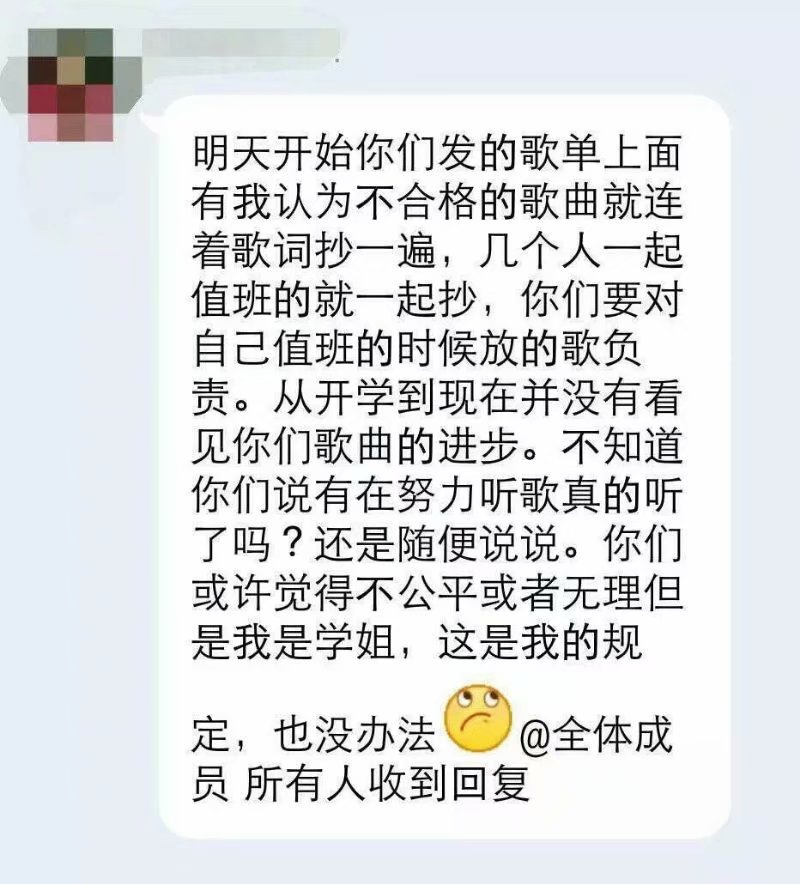 明天开始你们发的歌单上面
有我认为不合格的歌曲就连
着歌词抄一遍，几个人一起
值班的就一起抄，你们要对
自己值班的时候放的歌负
责。从开学到现在并没有看
见你们歌曲的进步。不知道
你们说有在努力听歌真的听
了吗？还是随便说说。你们
或许觉得不公平或者无理但
是我是学姐，这是我的规
定，也没办法@全体成
员 所有人收到回复